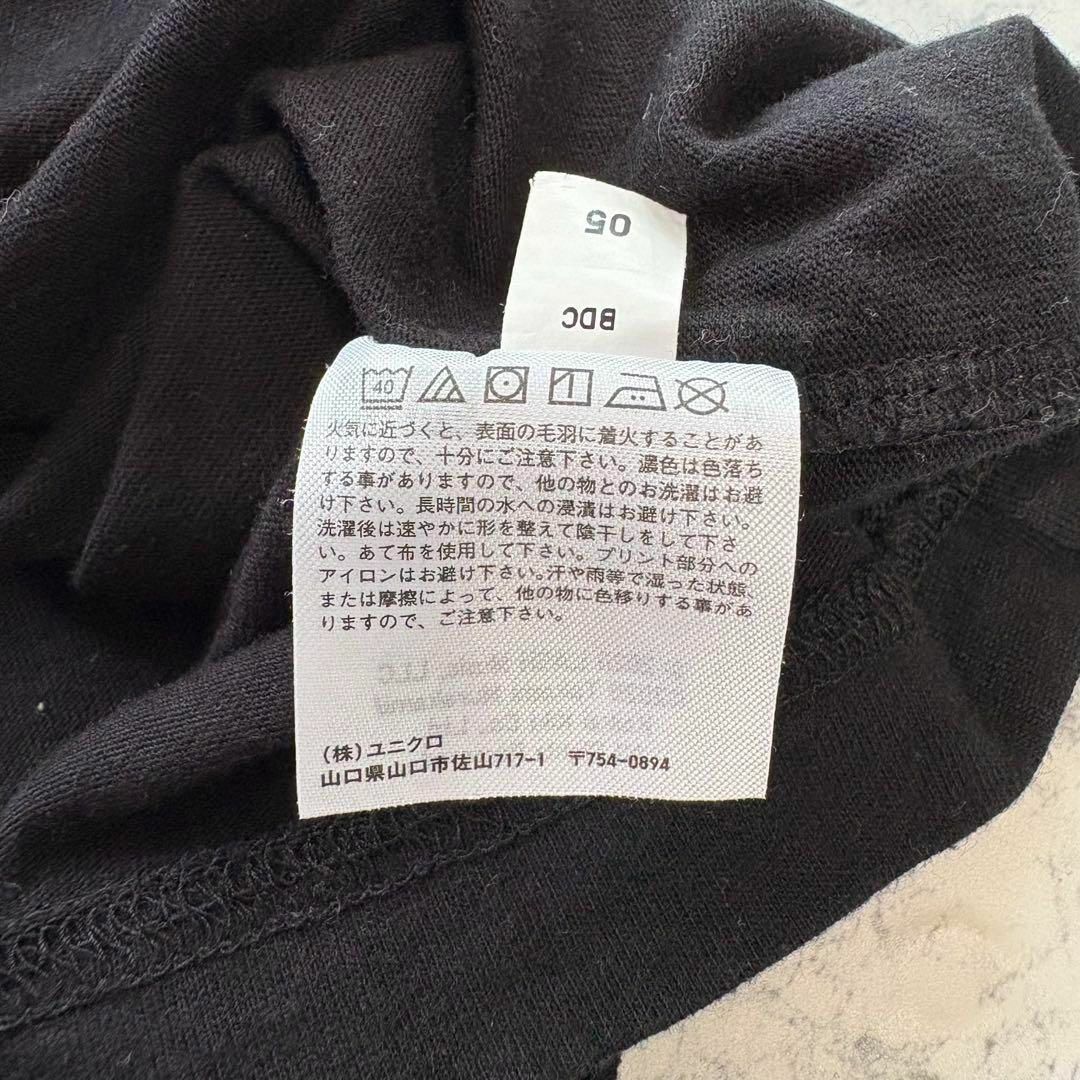 05
BDC
40
火気に近づくと、表面の毛羽に着火することがあ
りますので、十分にご注意下さい。濃色は色落ち
する事がありますので、他の物とのお洗濯はお避
け下さい。長時間の水への浸漬はお避け下さい。
洗濯後は速やかに形を整えて陰干しをして下さ
い。あて布を使用して下さい。プリント部分への
アイロンはお避け下さい。汗や雨等で湿った状態、
または摩擦によって、他の物に色移りする事があ
りますので、ご注意下さい。
(株)ユニクロ
山口県山口市佐山717-1 〒754-0894